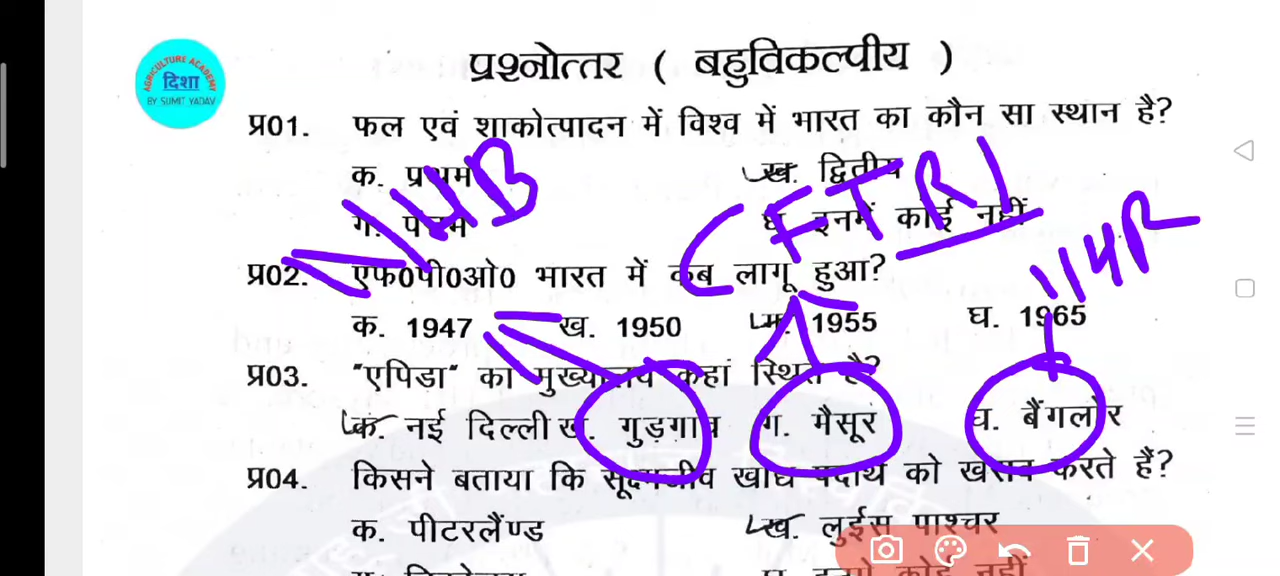 AGRICULTURE ACADEMY
दिशा
BY SUMIT YADAV
प्रश्नोत्तर ( बहुविकल्पीय )
प्र01. फल एवं शाकोत्पादन में विश्व में भारत का कौन सा स्थान है?
क. प्रथम ख. द्वितीय
ग. पंचम घ. इनमें कोई नहीं
NHB CFTRI IIHR
प्र02. एफ0पी0ओ0 भारत में कब लागू हुआ?
क. 1947 ख. 1950 ग. 1955 घ. 1965
प्र03. "एपिडा" का मुख्यालय कहां स्थित है?
क. नई दिल्ली ख. गुड़गांव ग. मैसूर घ. बैंगलोर
प्र04. किसने बताया कि सूक्ष्मजीव खाद्य पदार्थ को खराब करते हैं?
क. पीटरलैंण्ड ख. लुईस पाश्चर
इनमे कोई नहीं